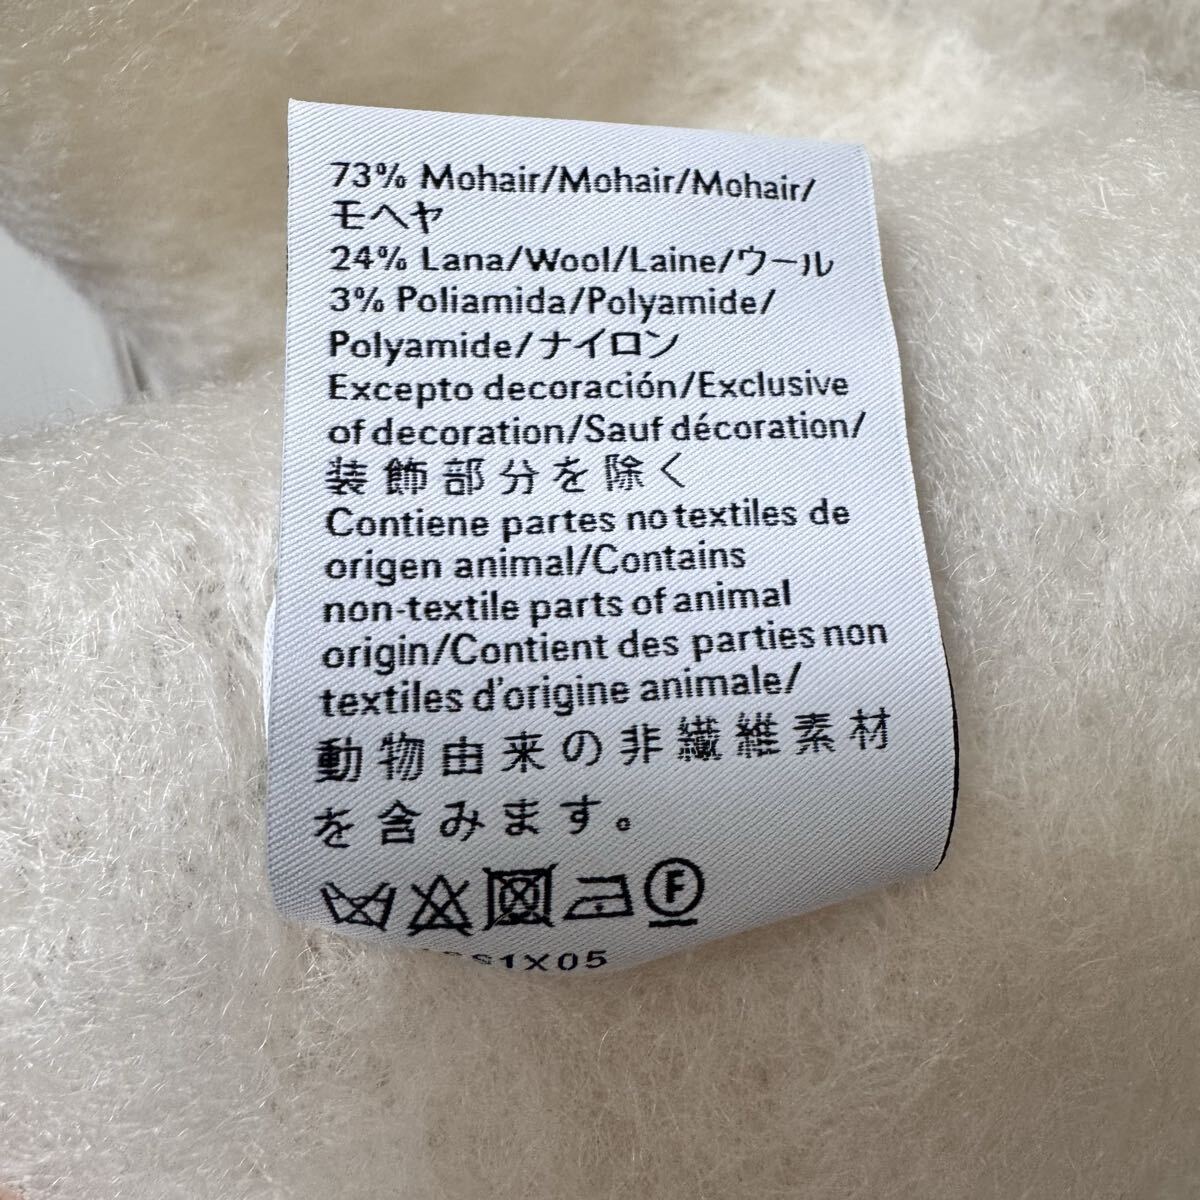 73% Mohair/Mohair/Mohair/
モヘヤ
24% Lana/Wool/Laine/ウール
3% Poliamida/Polyamide/
Polyamide/ナイロン
Excepto decoración/Exclusive
of decoration/Sauf décoration/
装飾部分を除く
Contiene partes no textiles de
origen animal/Contains
non-textile parts of animal
origin/Contient des parties non
textiles d'origine animale/
動物由来の非繊維素材
を含みます。
F